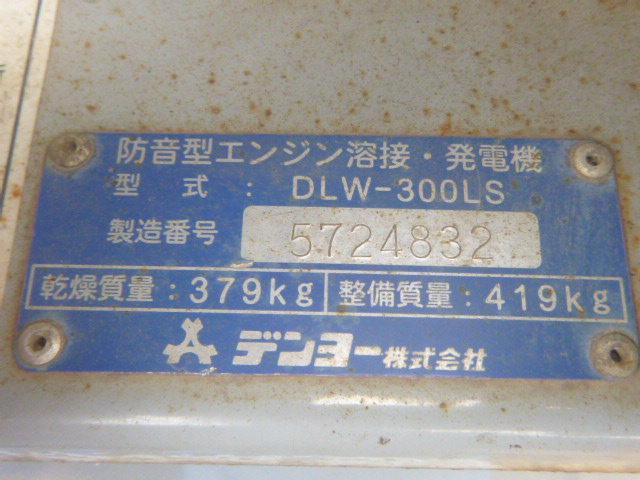 防音型エンジン溶接・発電機
型式 : DLW-300LS
製造番号 5724832
乾燥質量:379kg 整備質量:419kg
デンヨー株式会社